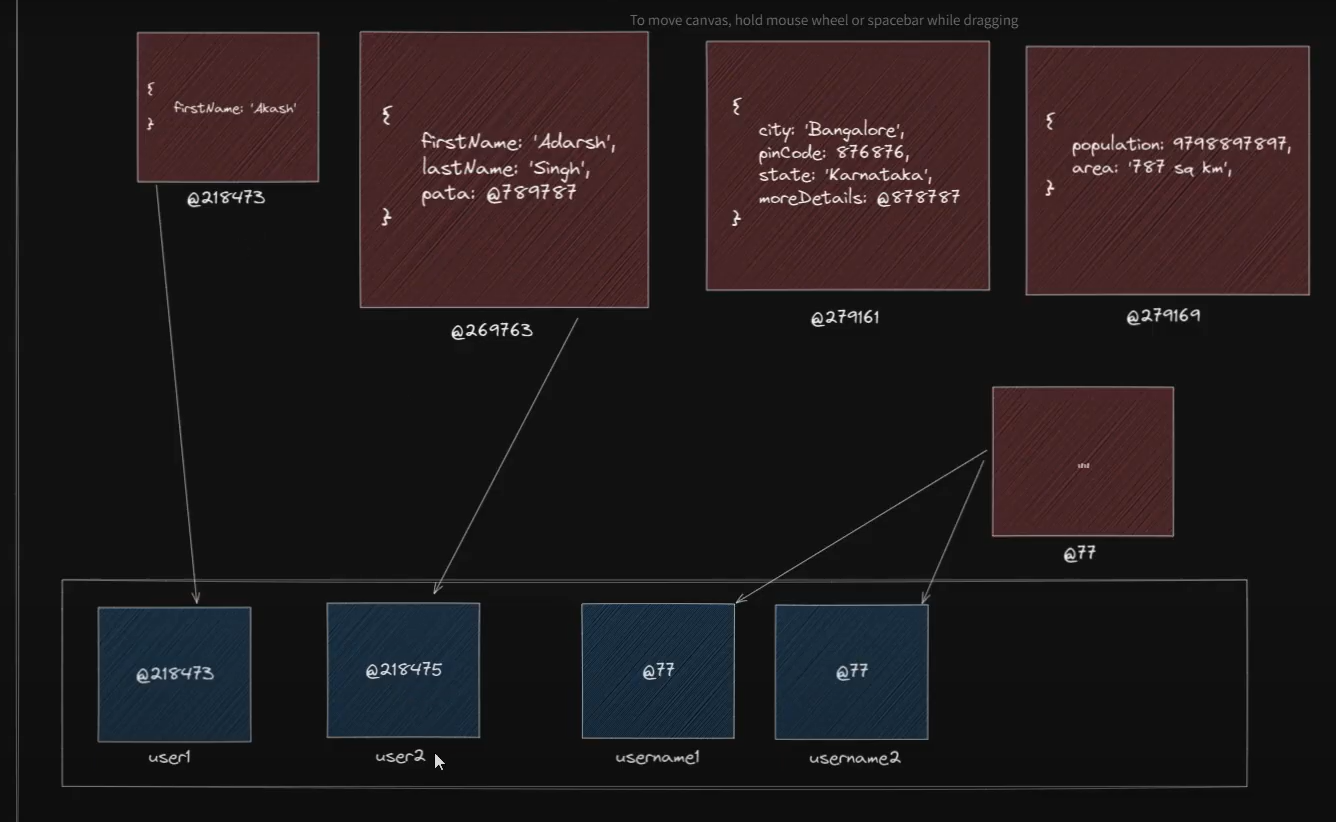 To move canvas, hold mouse wheel or spacebar while dragging
{
firstName: 'Akash'
}
@218473
{
firstName: 'Adarsh',
lastName: 'Singh',
pata: @789787
}
@269763
{
city: 'Bangalore',
pinCode: 876876,
state: 'Karnataka',
moreDetails: @878787
}
@279161
{
population: 9798897897,
area: '787 sq km',
}
@279169
@77
@218473
user1
@218475
user2
@77
username1
@77
username2